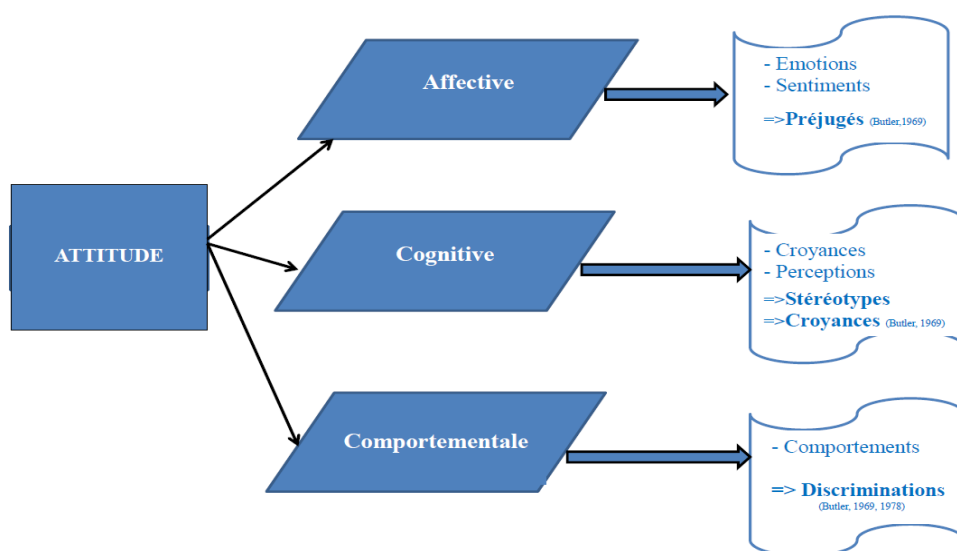 ATTITUDE
Affective
- Emotions
- Sentiments
=>Préjugés (Butler,1969)
Cognitive
- Croyances
- Perceptions
=>Stéréotypes
=>Croyances (Butler, 1969)
Comportementale
- Comportements
=> Discriminations
(Butler, 1969, 1978)